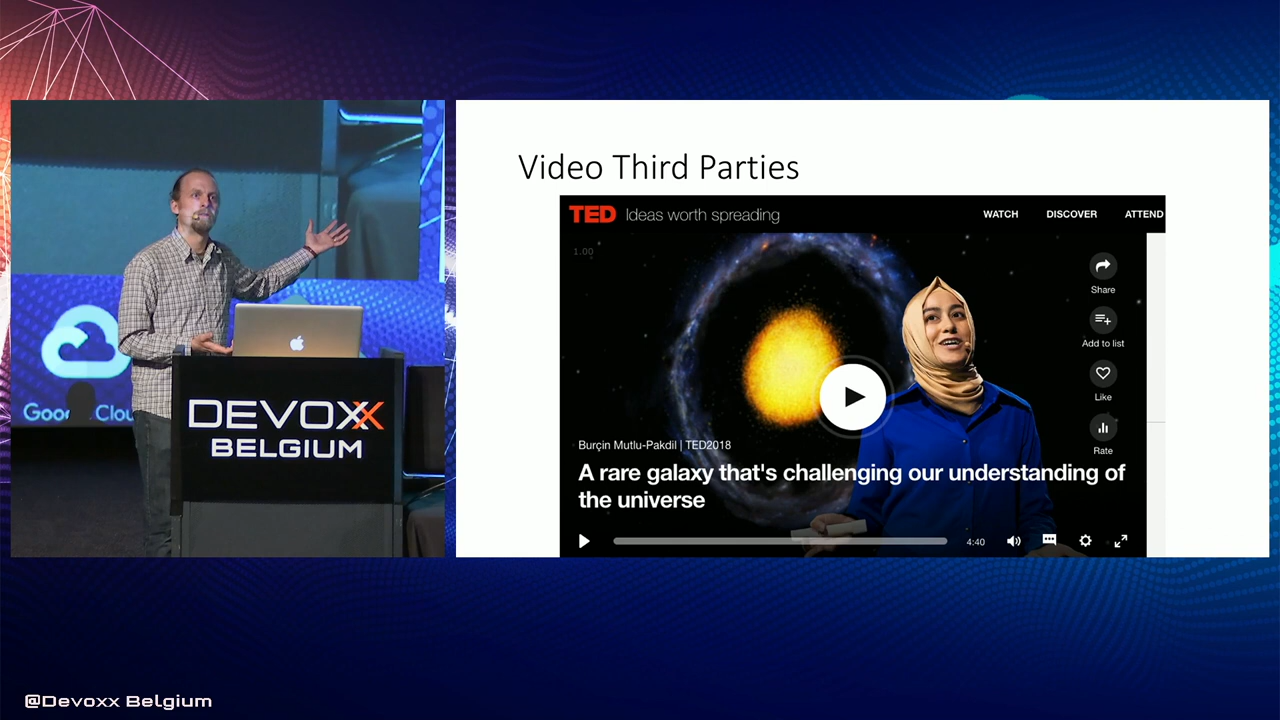 Video Third Parties
TED Ideas worth spreading
WATCH DISCOVER ATTEND
1.00
Share
Add to list
Like
Rate
Burçin Mutlu-Pakdil | TED2018
A rare galaxy that's challenging our understanding of
the universe
4:40
DEVOXX
BELGIUM
@Devoxx Belgium